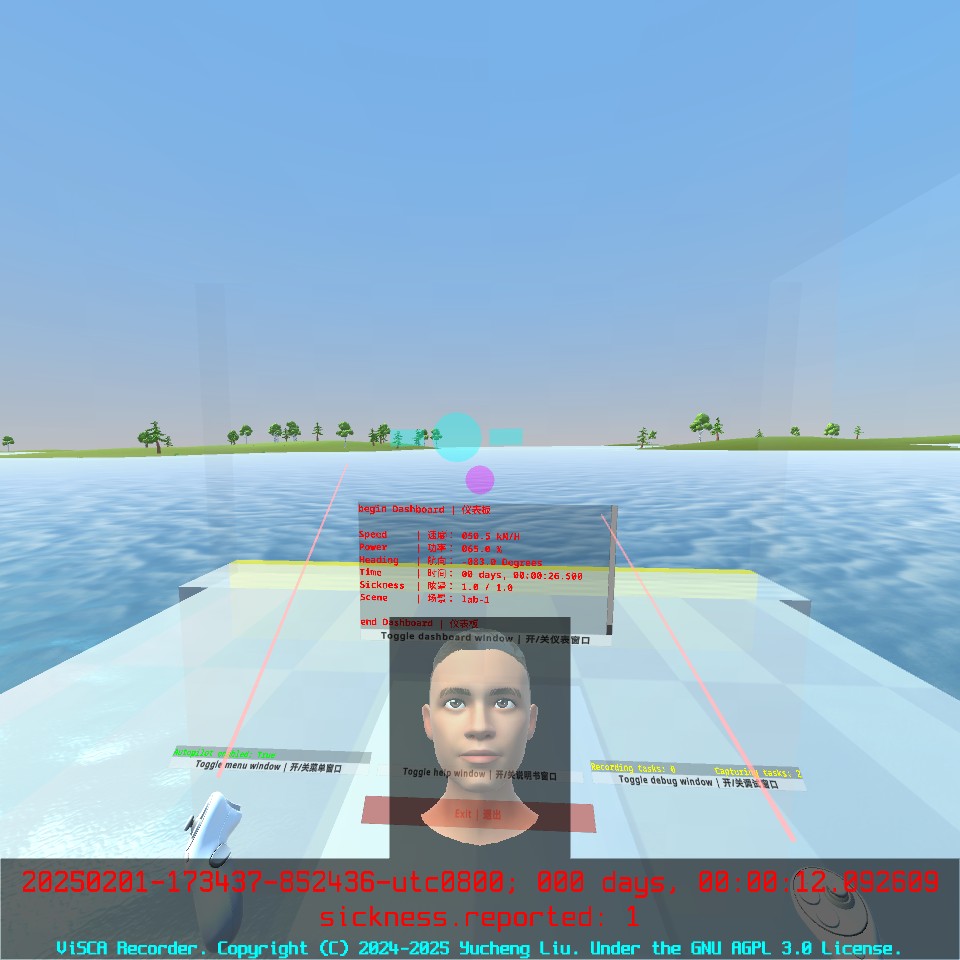 begin Dashboard | 仪表板
Speed | 速度: 050.5 kM/H
Power | 功率: 065.0 %
Heading | 航向: -083.0 Degrees
Time | 时间: 00 days, 00:00:26.500
Sickness | 眩晕: 1.0 / 1.0
Scene | 场景: lab-1
end Dashboard | 仪表板
Toggle dashboard window | 开/关仪表窗口
Autopilot enabled: True
Toggle menu window | 开/关菜单窗口
Toggle help window | 开/关说明书窗口
Recording tasks: 0 Capturing tasks: 2
Toggle debug window | 开/关调试窗口
Exit | 退出
20250201-173437-852436-utc0800; 000 days, 00:00:12.092609
sickness.reported: 1
ViSCA Recorder. Copyright (C) 2024-2025 Yucheng Liu. Under the GNU AGPL 3.0 License.